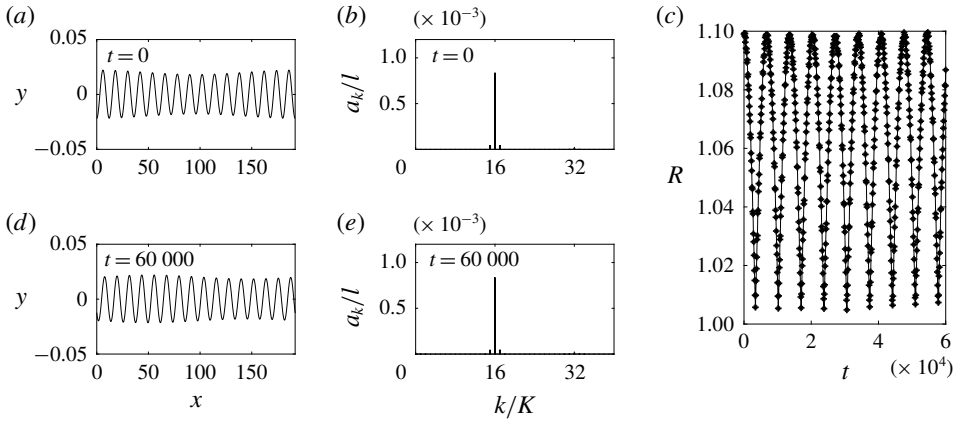 (a)
0.05
t = 0
y
0
−0.05
0
50
100
150
(b)
(× 10⁻³)
1.0
t = 0
a_k/l
0.5
0
16
32
(c)
1.10
1.08
1.06
R
1.04
1.02
1.00
0
2
4
6
t
(× 10⁴)
(d)
0.05
t = 60 000
y
0
−0.05
0
50
100
150
x
(e)
(× 10⁻³)
1.0
t = 60 000
a_k/l
0.5
0
16
32
k/K